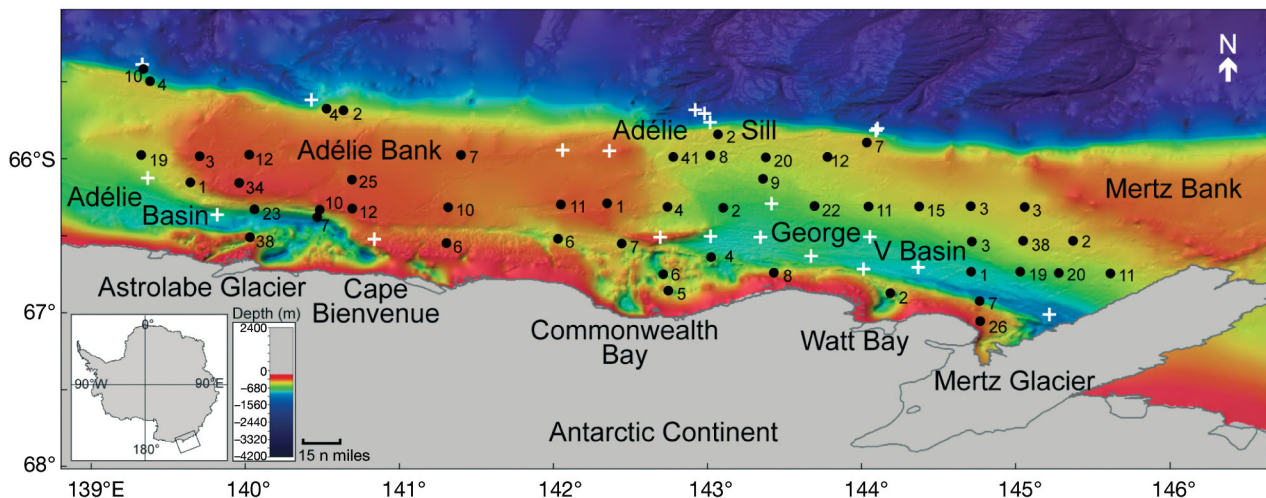 N
10
4
4
2
Adélie
2
Sill
7
66°S
19
3
12
Adélie Bank
7
41
8
20
12
1
34
25
9
Mertz Bank
Adélie
Basin
23
10
7
12
10
11
1
4
2
22
11
15
3
3
38
6
6
7
4
George
V Basin
3
38
2
6
5
8
2
1
19
20
11
7
26
Astrolabe Glacier
Cape
Bienvenue
67°
Commonwealth
Bay
Watt Bay
Mertz Glacier
Antarctic Continent
0°
90°W
90°E
180°
Depth (m)
2400
0
–680
–1560
–2440
–3320
–4200
15 n miles
68°
139°E
140°
141°
142°
143°
144°
145°
146°